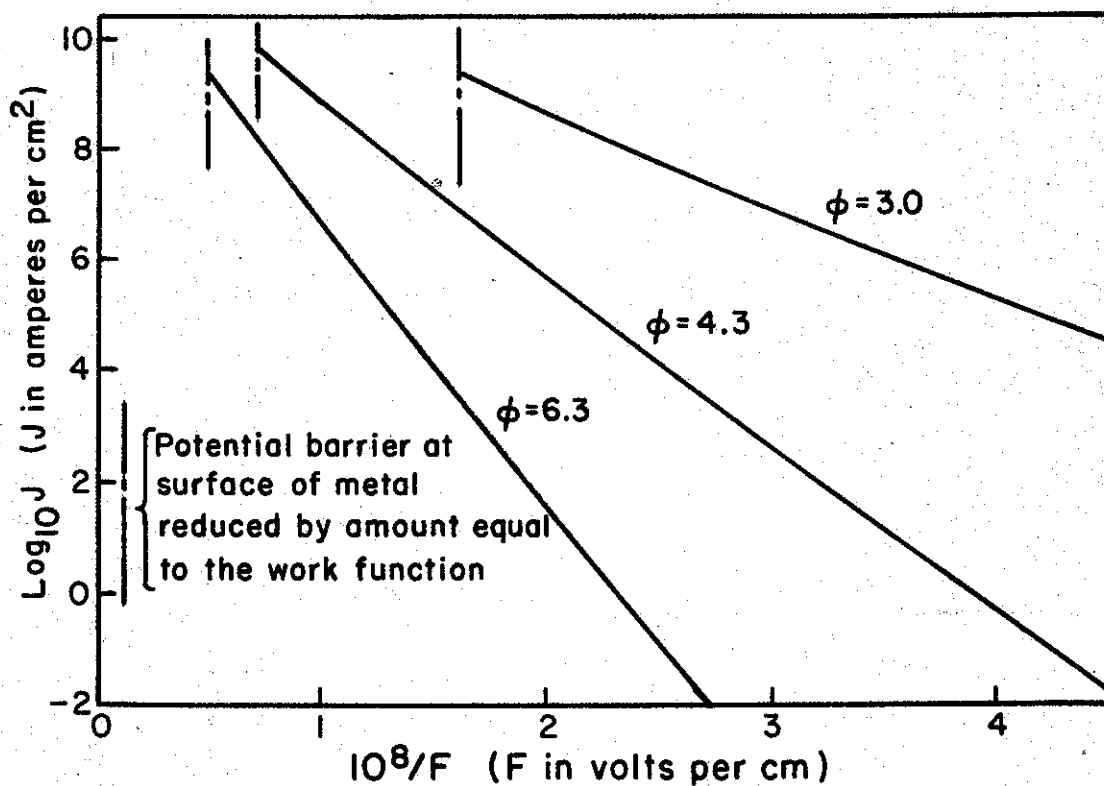 10
8
6
4
2
0
-2
Log10J (J in amperes per cm2)
ϕ=3.0
ϕ=4.3
ϕ=6.3
Potential barrier at
surface of metal
reduced by amount equal
to the work function
0 1 2 3 4
10⁸/F (F in volts per cm)